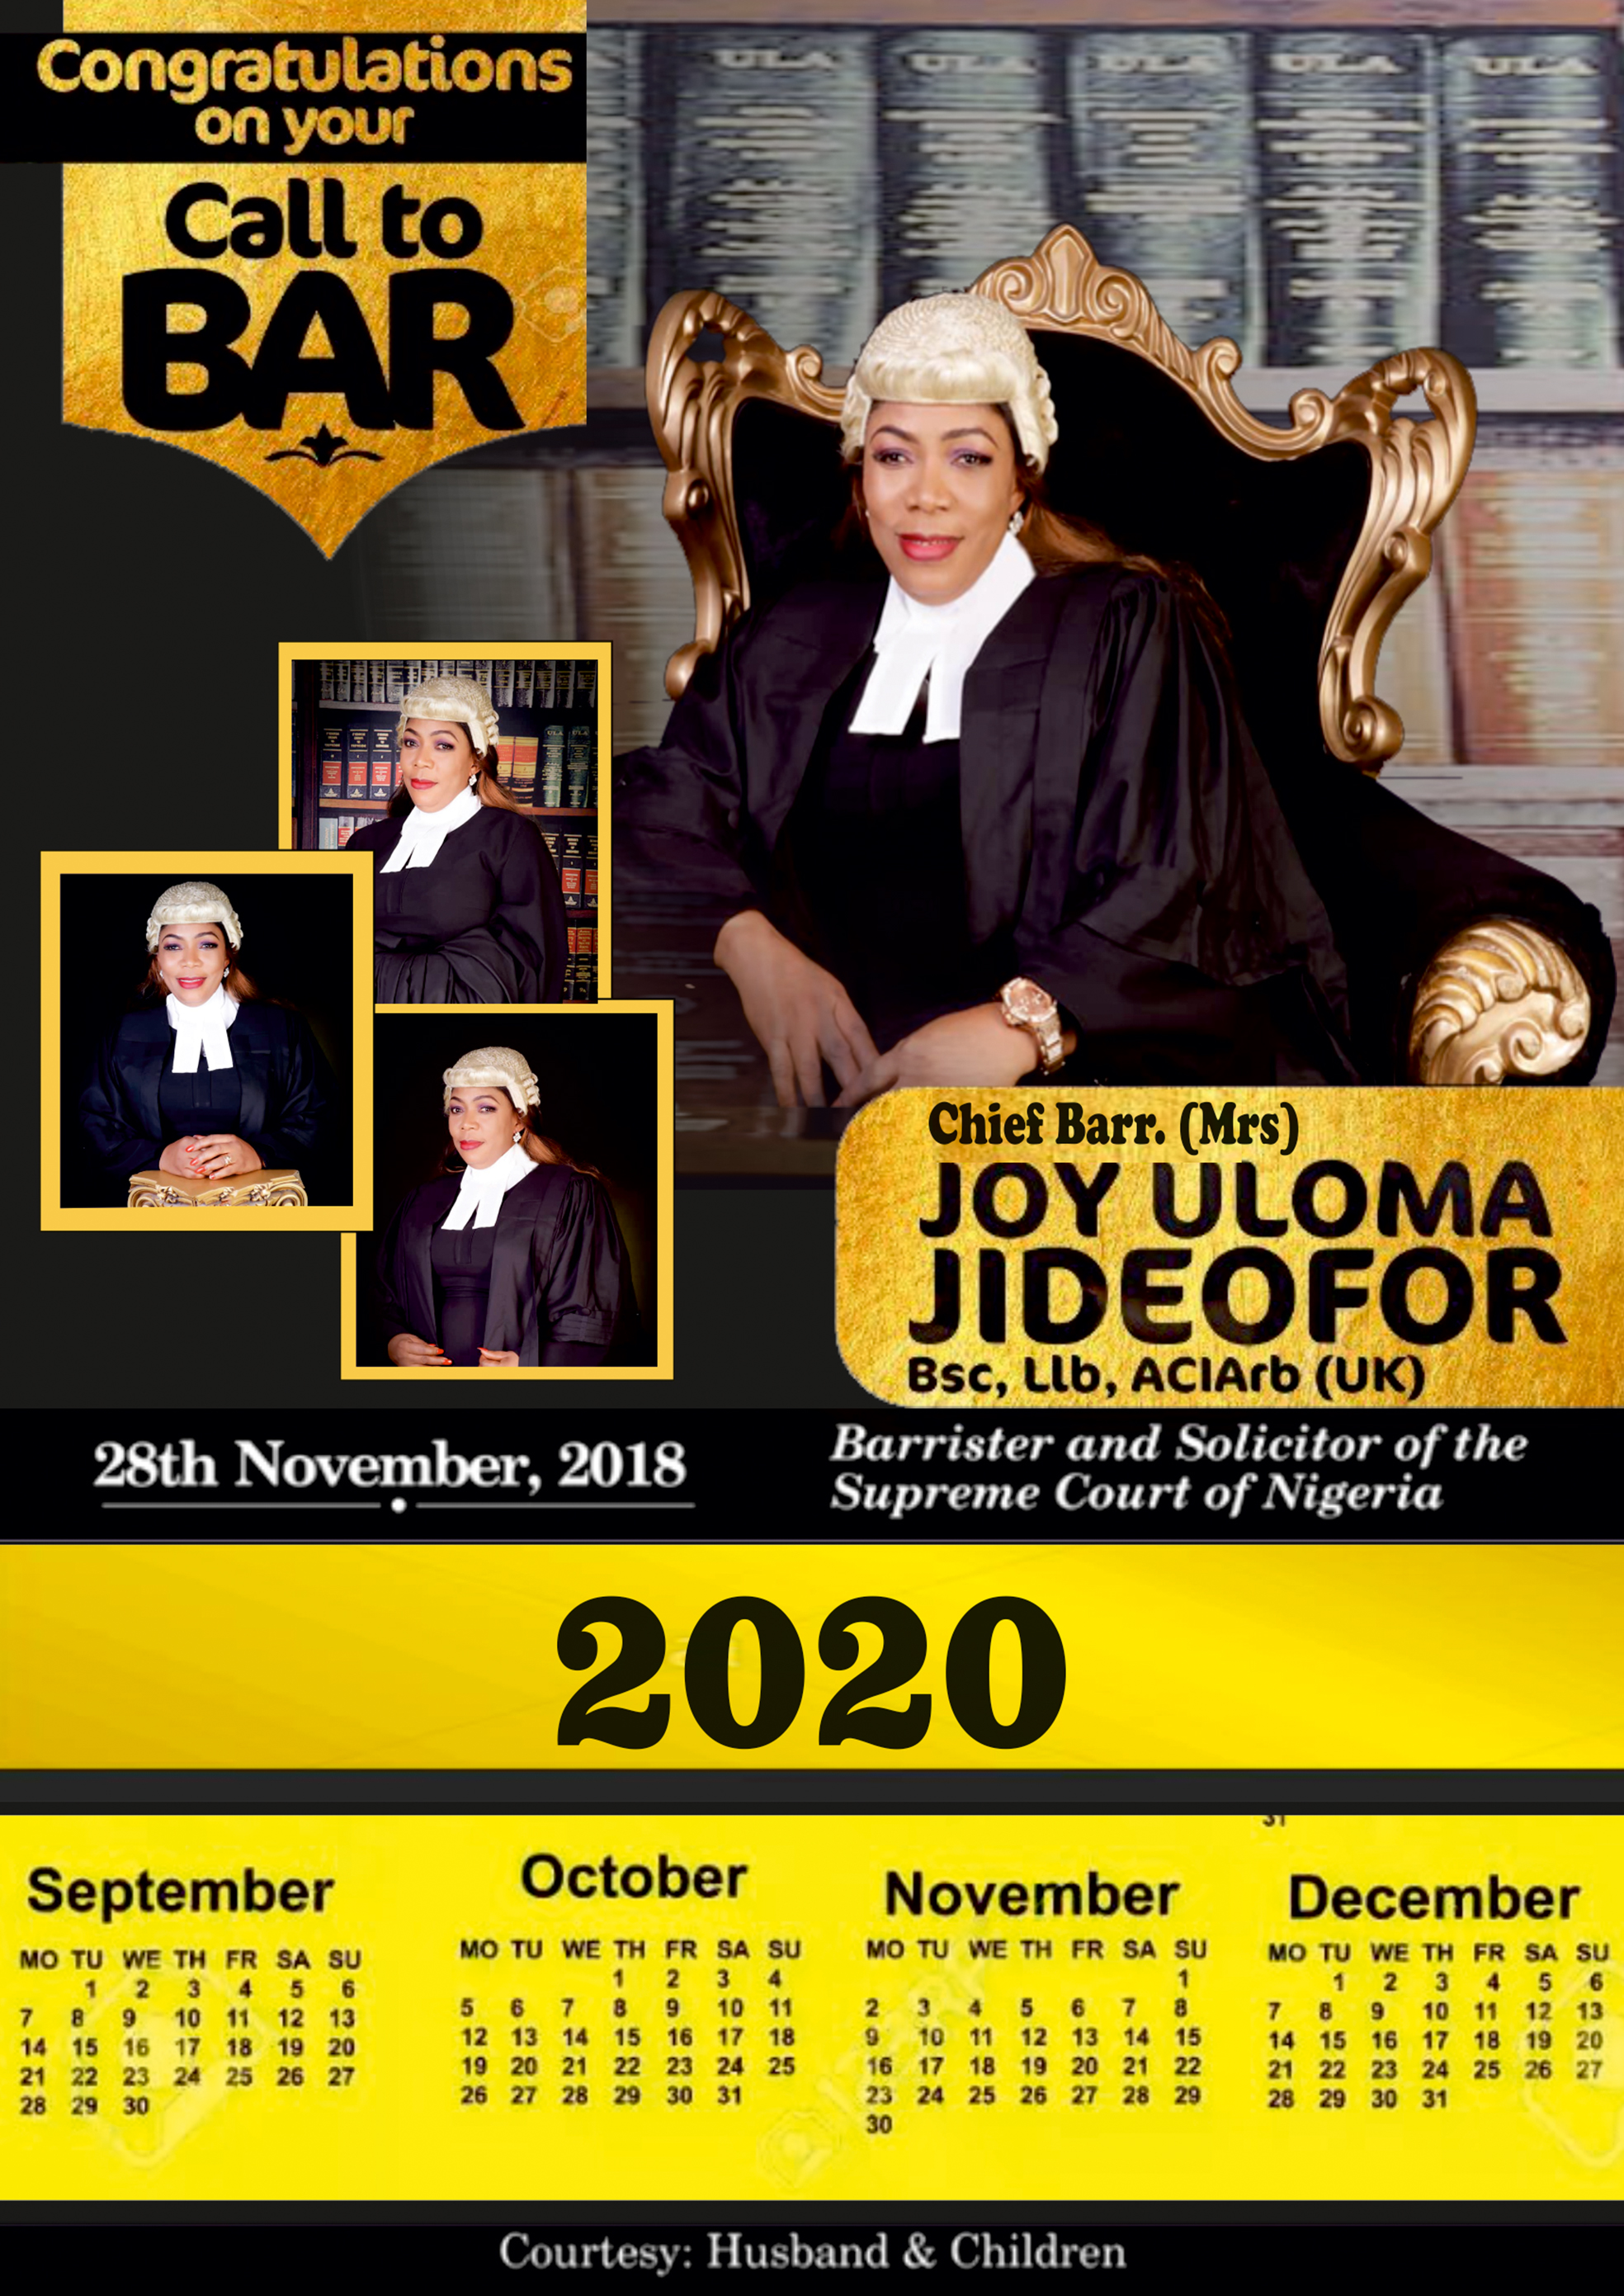 Congratulations
on your
Call to
BAR
ULA ULA ULA ULA ULA
Chief Barr. (Mrs)
JOY ULOMA
JIDEOFOR
Bsc, Llb, ACIArb (UK)
28th November, 2018
Barrister and Solicitor of the
Supreme Court of Nigeria
2020
31
September
MO TU WE TH FR SA SU
1 2 3 4 5 6
7 8 9 10 11 12 13
14 15 16 17 18 19 20
21 22 23 24 25 26 27
28 29 30
October
MO TU WE TH FR SA SU
1 2 3 4
5 6 7 8 9 10 11
12 13 14 15 16 17 18
19 20 21 22 23 24 25
26 27 28 29 30 31
November
MO TU WE TH FR SA SU
1
2 3 4 5 6 7 8
9 10 11 12 13 14 15
16 17 18 19 20 21 22
23 24 25 26 27 28 29
30
December
MO TU WE TH FR SA SU
1 2 3 4 5 6
7 8 9 10 11 12 13
14 15 16 17 18 19 20
21 22 23 24 25 26 27
28 29 30 31
Courtesy: Husband & Children